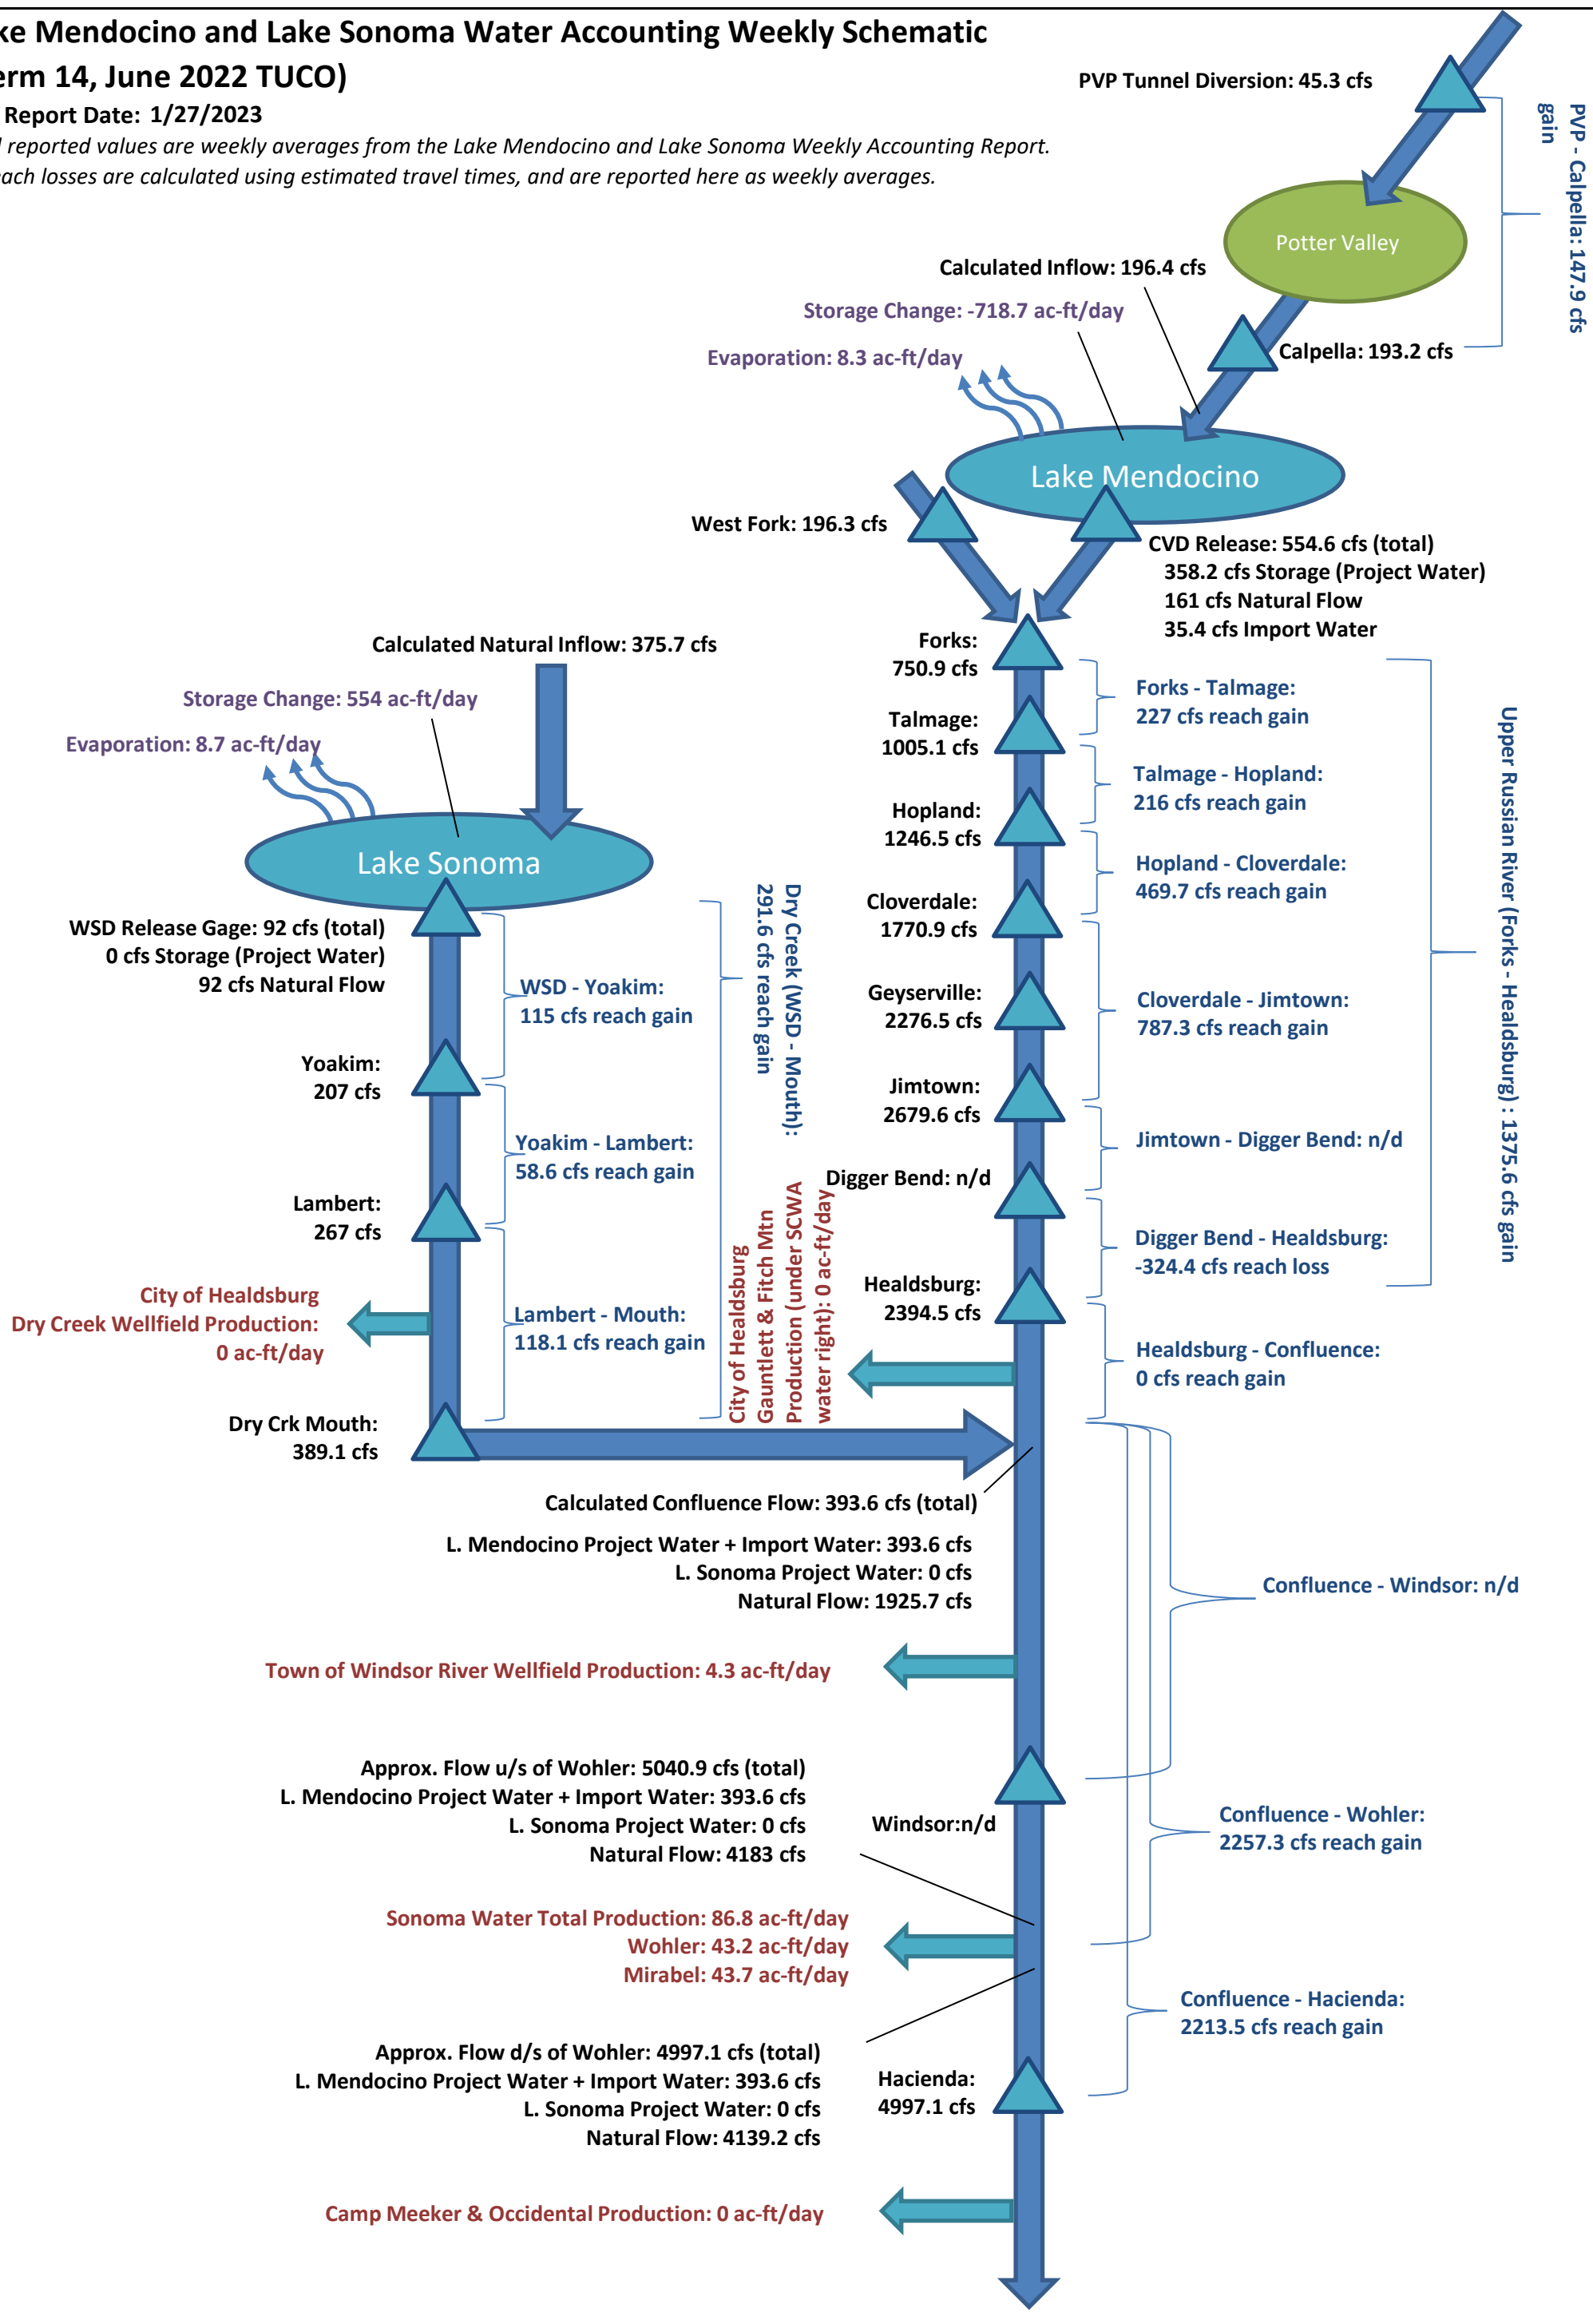 ke Mendocino and Lake Sonoma Water Accounting Weekly Schematic
erm 14, June 2022 TUCO)
Report Date: 1/27/2023
l reported values are weekly averages from the Lake Mendocino and Lake Sonoma Weekly Accounting Report.
each losses are calculated using estimated travel times, and are reported here as weekly averages.
PVP Tunnel Diversion: 45.3 cfs
PVP - Calpella: 147.9 cfs
gain
Potter Valley
Calculated Inflow: 196.4 cfs
Storage Change: -718.7 ac-ft/day
Evaporation: 8.3 ac-ft/day
Calpella: 193.2 cfs
Lake Mendocino
West Fork: 196.3 cfs
CVD Release: 554.6 cfs (total)
358.2 cfs Storage (Project Water)
161 cfs Natural Flow
35.4 cfs Import Water
Calculated Natural Inflow: 375.7 cfs
Storage Change: 554 ac-ft/day
Evaporation: 8.7 ac-ft/day
Lake Sonoma
WSD Release Gage: 92 cfs (total)
0 cfs Storage (Project Water)
92 cfs Natural Flow
WSD - Yoakim:
115 cfs reach gain
Yoakim:
207 cfs
Yoakim - Lambert:
58.6 cfs reach gain
Lambert:
267 cfs
City of Healdsburg
Dry Creek Wellfield Production:
0 ac-ft/day
Lambert - Mouth:
118.1 cfs reach gain
Dry Crk Mouth:
389.1 cfs
Dry Creek (WSD - Mouth):
291.6 cfs reach gain
City of Healdsburg
Gauntlett & Fitch Mtn
Production (under SCWA
water right): 0 ac-ft/day
Forks:
750.9 cfs
Forks - Talmage:
227 cfs reach gain
Talmage:
1005.1 cfs
Talmage - Hopland:
216 cfs reach gain
Hopland:
1246.5 cfs
Hopland - Cloverdale:
469.7 cfs reach gain
Cloverdale:
1770.9 cfs
Geyserville:
2276.5 cfs
Cloverdale - Jimtown:
787.3 cfs reach gain
Jimtown:
2679.6 cfs
Jimtown - Digger Bend: n/d
Digger Bend: n/d
Digger Bend - Healdsburg:
-324.4 cfs reach loss
Healdsburg:
2394.5 cfs
Healdsburg - Confluence:
0 cfs reach gain
Upper Russian River (Forks - Healdsburg) : 1375.6 cfs gain
Calculated Confluence Flow: 393.6 cfs (total)
L. Mendocino Project Water + Import Water: 393.6 cfs
L. Sonoma Project Water: 0 cfs
Natural Flow: 1925.7 cfs
Confluence - Windsor: n/d
Town of Windsor River Wellfield Production: 4.3 ac-ft/day
Approx. Flow u/s of Wohler: 5040.9 cfs (total)
L. Mendocino Project Water + Import Water: 393.6 cfs
L. Sonoma Project Water: 0 cfs
Natural Flow: 4183 cfs
Windsor:n/d
Confluence - Wohler:
2257.3 cfs reach gain
Sonoma Water Total Production: 86.8 ac-ft/day
Wohler: 43.2 ac-ft/day
Mirabel: 43.7 ac-ft/day
Confluence - Hacienda:
2213.5 cfs reach gain
Approx. Flow d/s of Wohler: 4997.1 cfs (total)
L. Mendocino Project Water + Import Water: 393.6 cfs
L. Sonoma Project Water: 0 cfs
Natural Flow: 4139.2 cfs
Hacienda:
4997.1 cfs
Camp Meeker & Occidental Production: 0 ac-ft/day